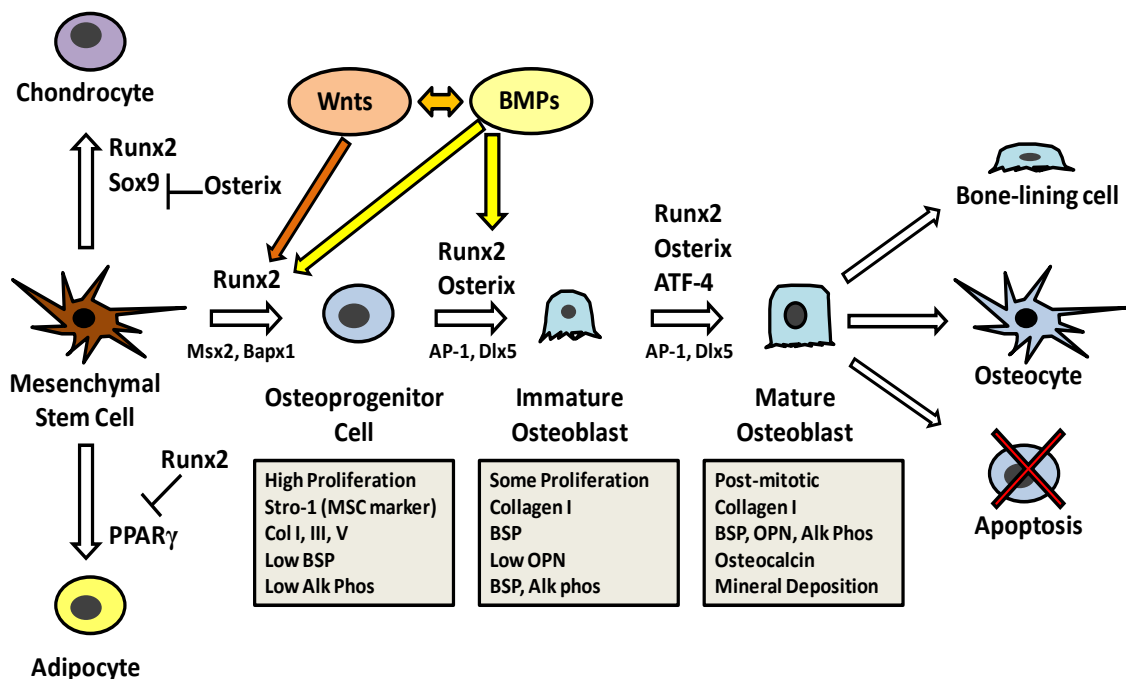 Chondrocyte
Wnts
BMPs
Runx2
Sox9
Osterix
Bone-lining cell
Runx2
Runx2
Osterix
Runx2
Osterix
ATF-4
Msx2, Bapx1
AP-1, Dlx5
AP-1, Dlx5
Mesenchymal
Stem Cell
Osteoprogenitor
Cell
Immature
Osteoblast
Mature
Osteoblast
Osteocyte
Runx2
PPARγ
High Proliferation
Stro-1 (MSC marker)
Col I, III, V
Low BSP
Low Alk Phos
Some Proliferation
Collagen I
BSP
Low OPN
BSP, Alk phos
Post-mitotic
Collagen I
BSP, OPN, Alk Phos
Osteocalcin
Mineral Deposition
Apoptosis
Adipocyte